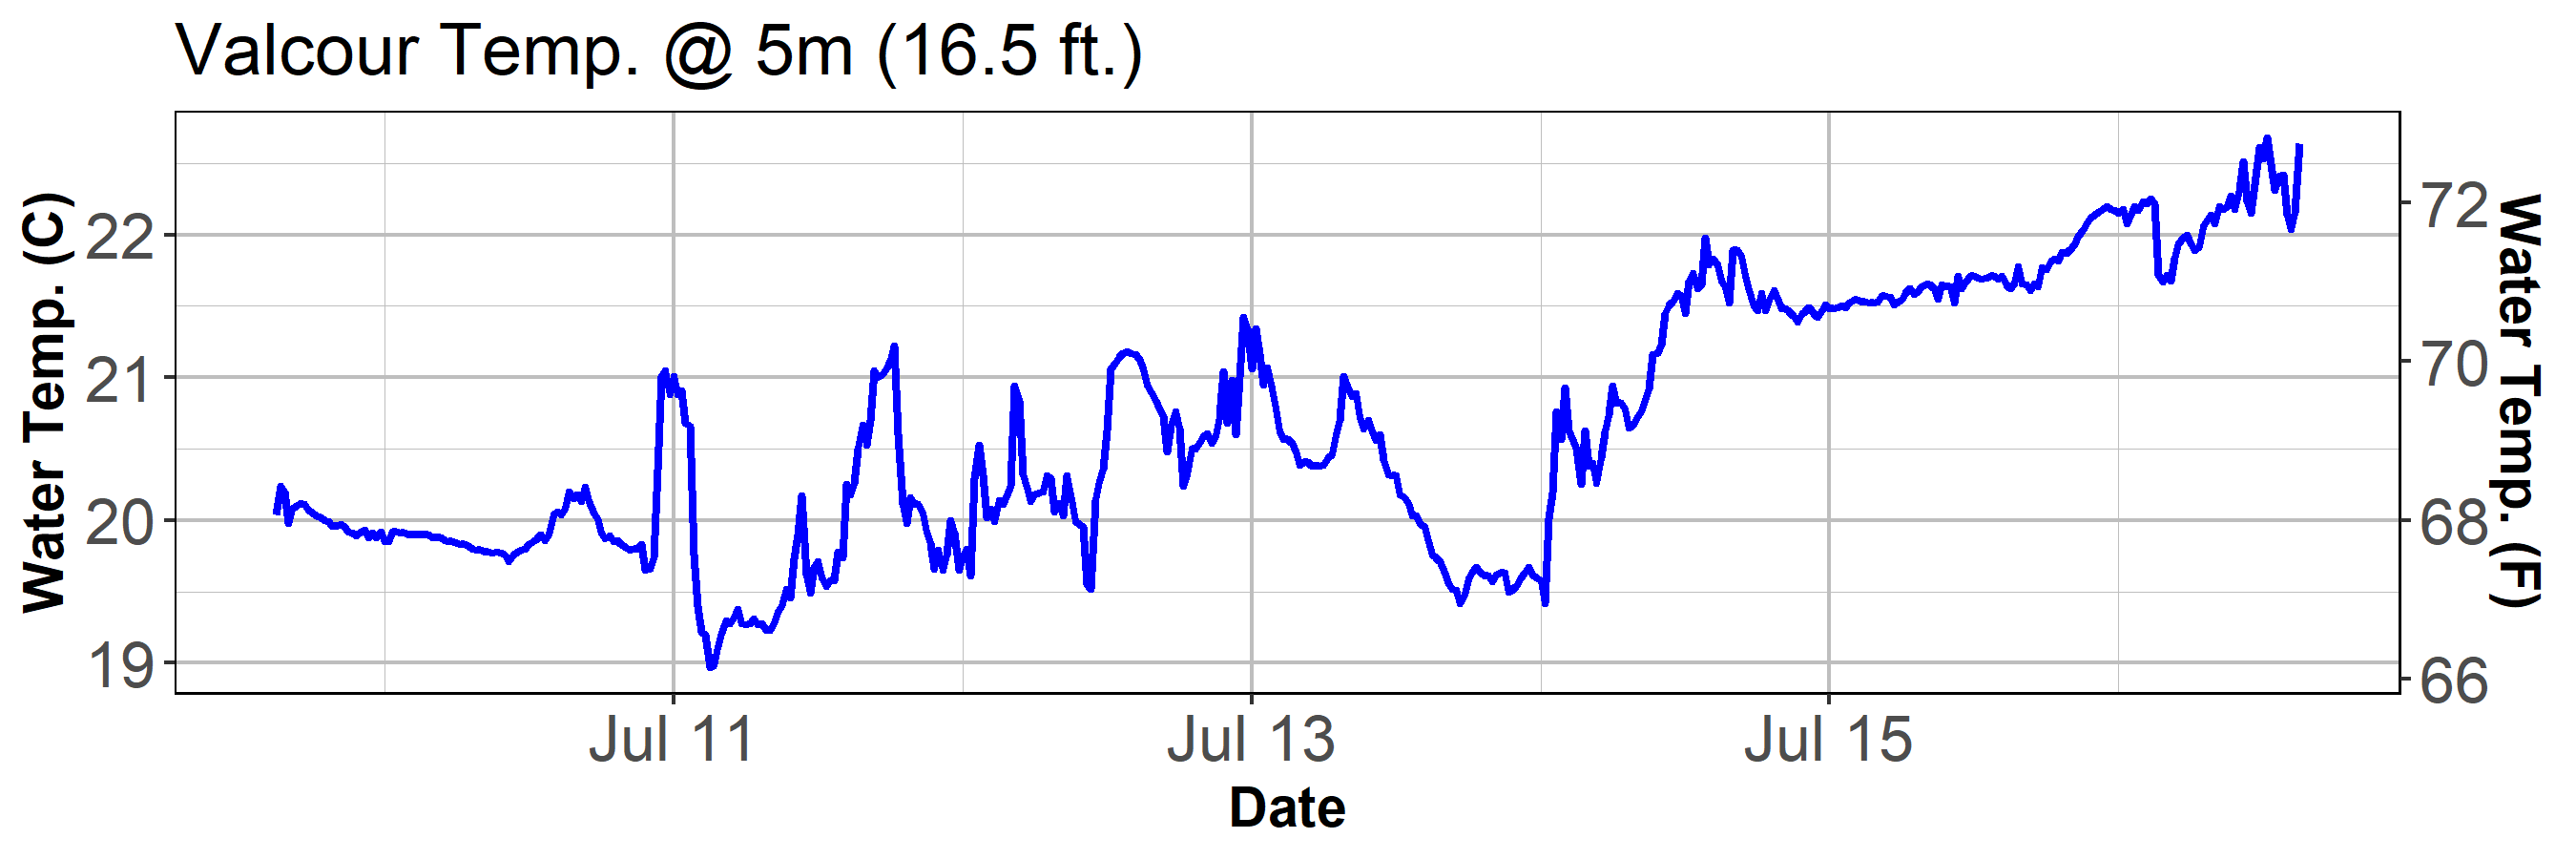 Valcour Temp. @ 5m (16.5 ft.)
Water Temp. (C)
22
21
20
19
72
70
68
66
Water Temp. (F)
Jul 11
Jul 13
Jul 15
Date